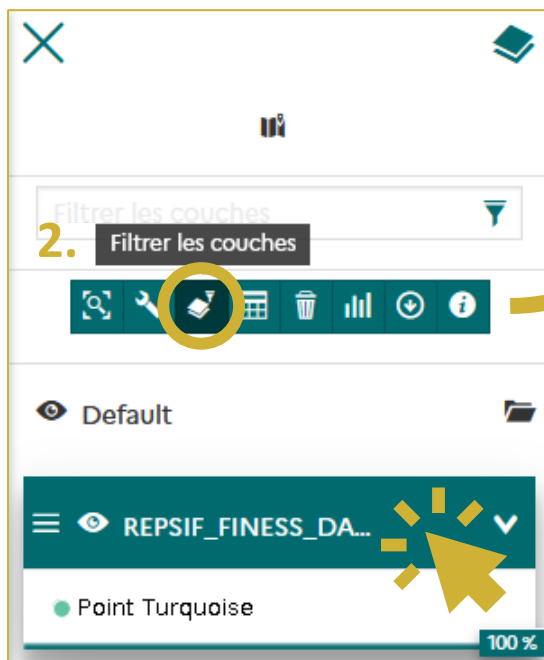 Filtrer les couches
2.
Filtrer les couches
Default
REPSIF_FINESS_DA...
Point Turquoise
100 %